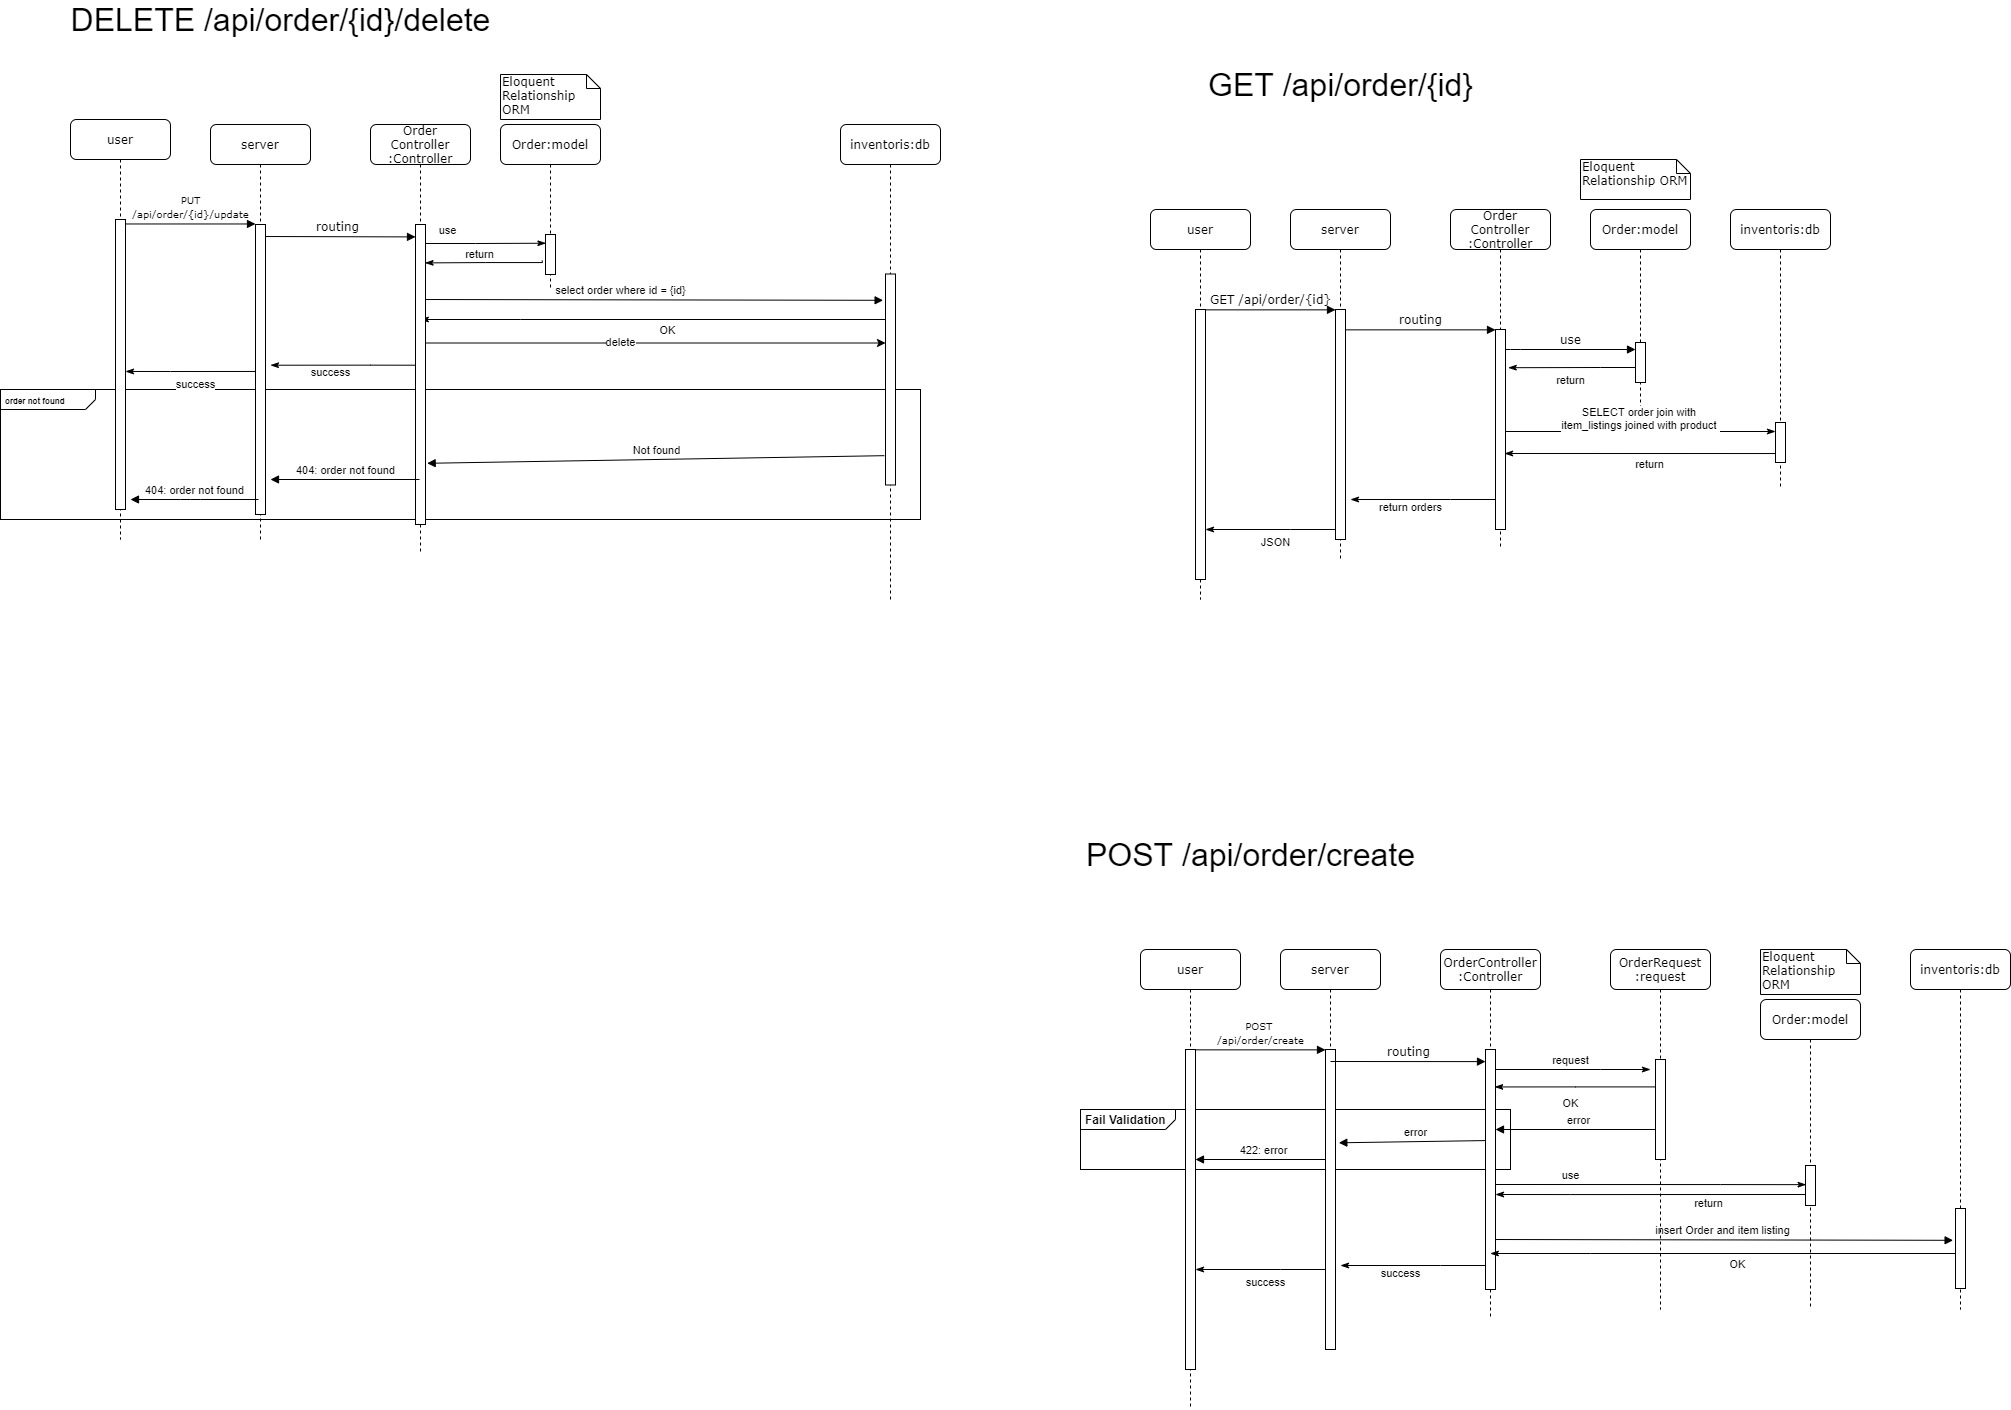 DELETE /api/order/{id}/delete
Eloquent
Relationship
ORM
user
server
Order
Controller
:Controller
Order:model
inventoris:db
PUT
/api/order/{id}/update
routing
use
return
select order where id = {id}
OK
delete
success
success
order not found
Not found
404: order not found
404: order not found
GET /api/order/{id}
Eloquent
Relationship ORM
user
server
Order
Controller
:Controller
Order:model
inventoris:db
GET /api/order/{id}
routing
use
return
SELECT order join with
item_listings joined with product
return
return orders
JSON
POST /api/order/create
user
server
OrderController
:Controller
OrderRequest
:request
Eloquent
Relationship
ORM
Order:model
inventoris:db
POST
/api/order/create
routing
request
OK
Fail Validation
error
error
422: error
use
return
insert Order and item listing
OK
success
success